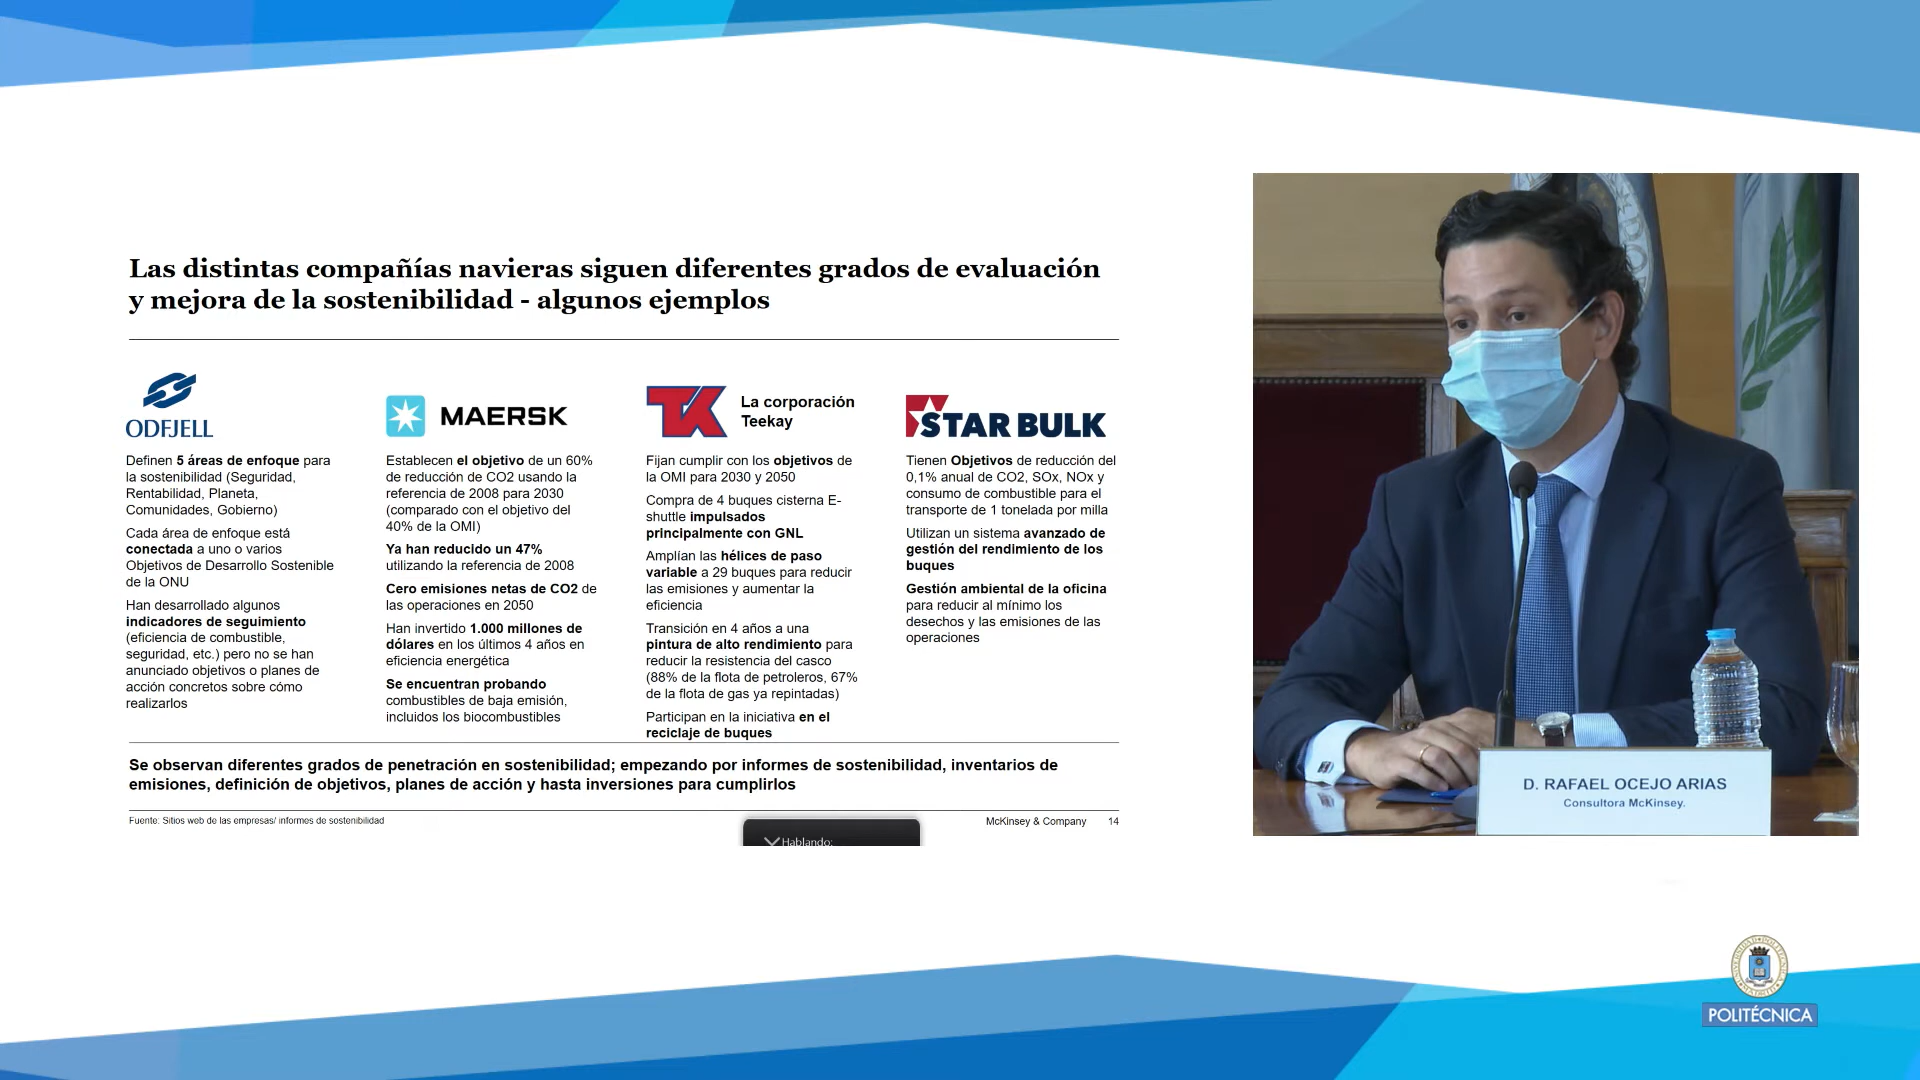 Las distintas compañías navieras siguen diferentes grados de evaluación
y mejora de la sostenibilidad - algunos ejemplos
ODFJELL
Definen 5 áreas de enfoque para
la sostenibilidad (Seguridad,
Rentabilidad, Planeta,
Comunidades, Gobierno)
Cada área de enfoque está
conectada a uno o varios
Objetivos de Desarrollo Sostenible
de la ONU
Han desarrollado algunos
indicadores de seguimiento
(eficiencia de combustible,
seguridad, etc.) pero no se han
anunciado objetivos o planes de
acción concretos sobre cómo
realizarlos
MAERSK
Establecen el objetivo de un 60%
de reducción de CO2 usando la
referencia de 2008 para 2030
(comparado con el objetivo del
40% de la OMI)
Ya han reducido un 47%
utilizando la referencia de 2008
Cero emisiones netas de CO2 de
las operaciones en 2050
Han invertido 1.000 millones de
dólares en los últimos 4 años en
eficiencia energética
Se encuentran probando
combustibles de baja emisión,
incluidos los biocombustibles
TK
La corporación
Teekay
Fijan cumplir con los objetivos de
la OMI para 2030 y 2050
Compra de 4 buques cisterna E-
shuttle impulsados
principalmente con GNL
Amplían las hélices de paso
variable a 29 buques para reducir
las emisiones y aumentar la
eficiencia
Transición en 4 años a una
pintura de alto rendimiento para
reducir la resistencia del casco
(88% de la flota de petroleros, 67%
de la flota de gas ya repintadas)
Participan en la iniciativa en el
reciclaje de buques
STAR BULK
Tienen Objetivos de reducción del
0,1% anual de CO2, SOx, NOx y
consumo de combustible para el
transporte de 1 tonelada por milla
Utilizan un sistema avanzado de
gestión del rendimiento de los
buques
Gestión ambiental de la oficina
para reducir al mínimo los
desechos y las emisiones de las
operaciones
Se observan diferentes grados de penetración en sostenibilidad; empezando por informes de sostenibilidad, inventarios de
emisiones, definición de objetivos, planes de acción y hasta inversiones para cumplirlos
Fuente: Sitios web de las empresas/ informes de sostenibilidad
McKinsey & Company 14
Hablando:
D. RAFAEL OCEJO ARIAS
Consultora McKinsey.
POLITÉCNICA